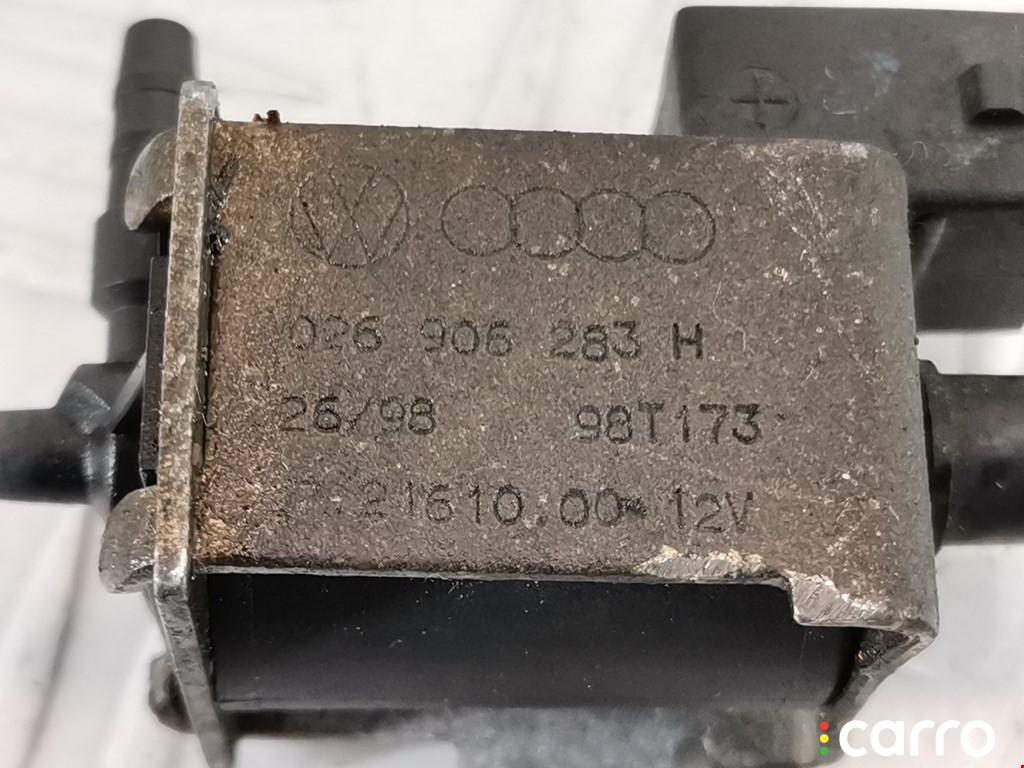 026 906 283 H
26/98 98T173
21610.00 12V
carro